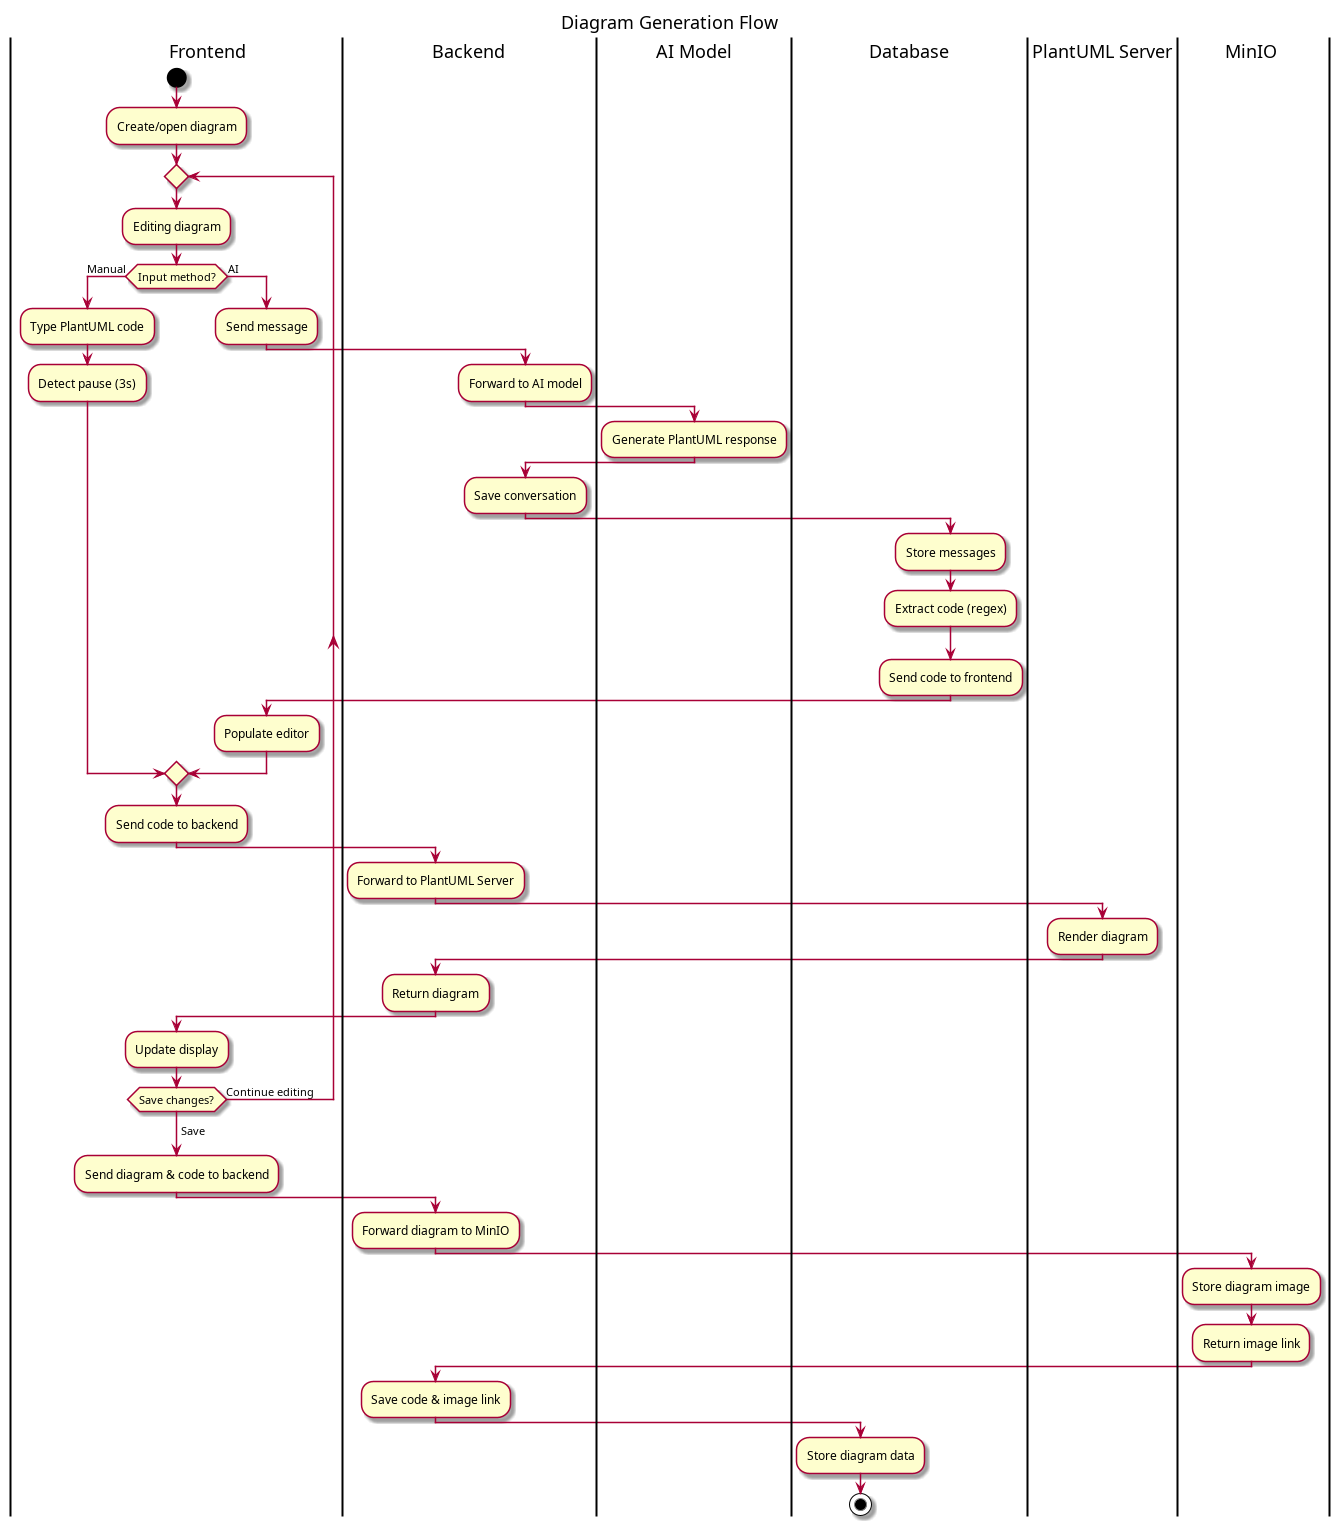 Diagram Generation Flow
Frontend
Backend
AI Model
Database
PlantUML Server
MinIO
Create/open diagram
Editing diagram
Manual
Input method?
AI
Type PlantUML code
Send message
Detect pause (3s)
Forward to AI model
Generate PlantUML response
Save conversation
Store messages
Extract code (regex)
Send code to frontend
Populate editor
Send code to backend
Forward to PlantUML Server
Render diagram
Return diagram
Update display
Save changes?
Continue editing
Save
Send diagram & code to backend
Forward diagram to MinIO
Store diagram image
Return image link
Save code & image link
Store diagram data